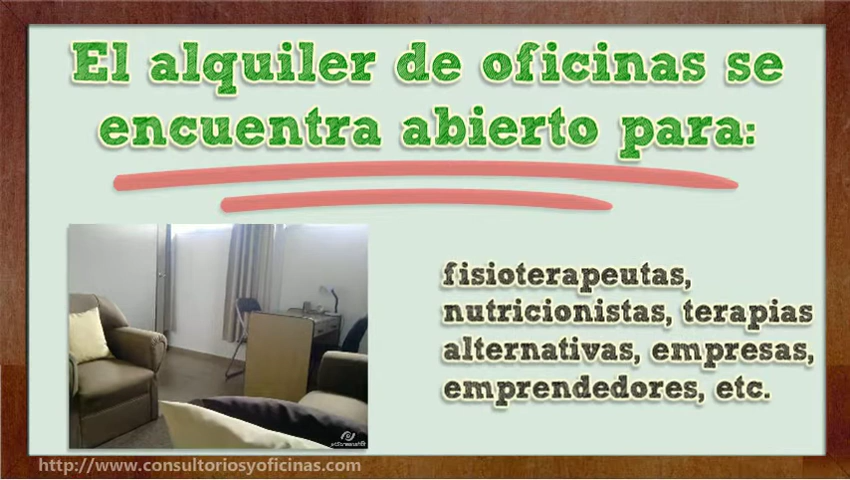 El alquiler de oficinas se
encuentra abierto para:
fisioterapeutas,
nutricionistas, terapias
alternativas, empresas,
emprendedores, etc.
http://www.consultoriosyoficinas.com